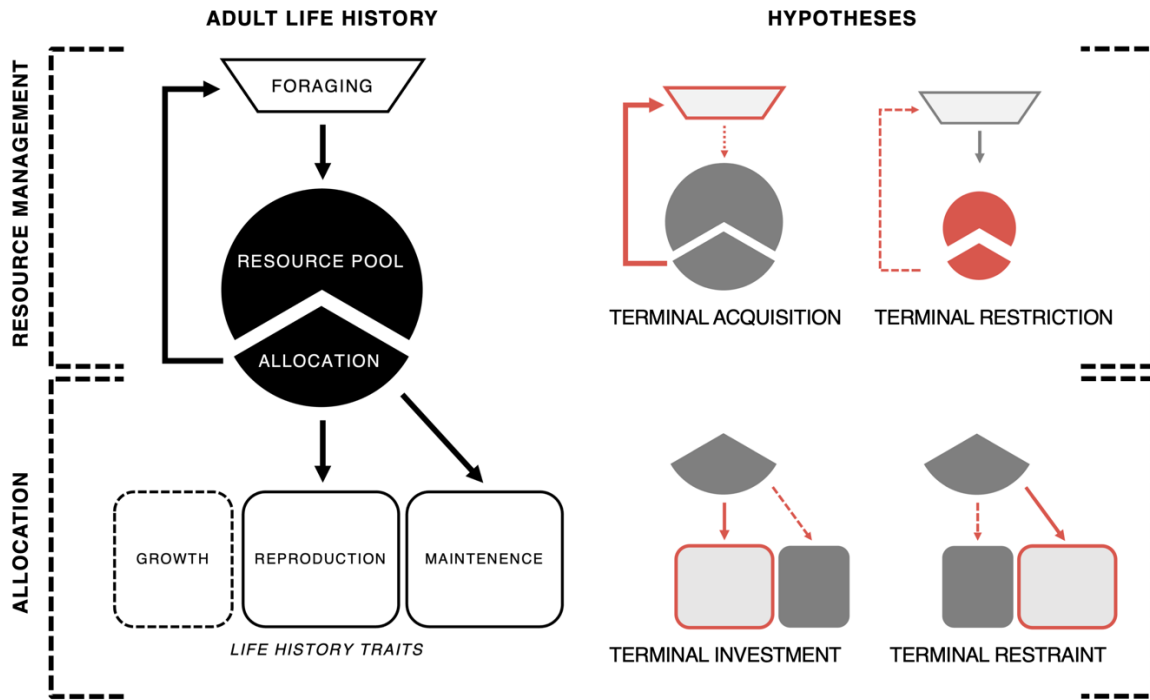 ADULT LIFE HISTORY
HYPOTHESES
RESOURCE MANAGEMENT
FORAGING
RESOURCE POOL
ALLOCATION
TERMINAL ACQUISITION
TERMINAL RESTRICTION
ALLOCATION
GROWTH
REPRODUCTION
MAINTENENCE
LIFE HISTORY TRAITS
TERMINAL INVESTMENT
TERMINAL RESTRAINT